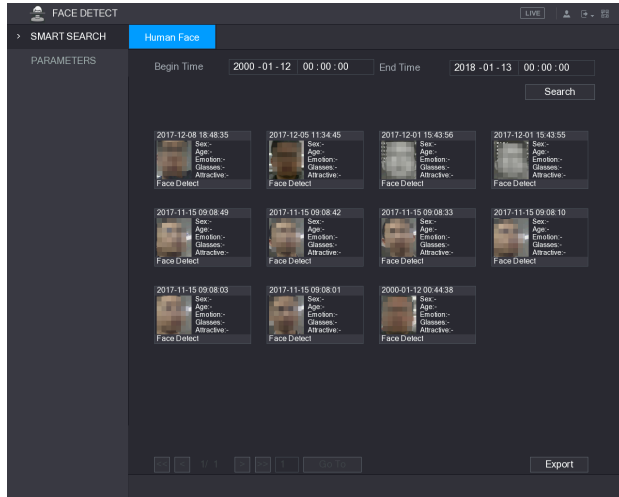 FACE DETECT
LIVE
SMART SEARCH
Human Face
PARAMETERS
Begin Time 2000 -01 -12 00 : 00 : 00 End Time 2018 -01 -13 00 : 00 : 00
Search
2017-12-08 18:48:35
Sex:-
Age:-
Emotion:-
Glasses:-
Attractive:-
Face Detect
2017-12-05 11:34:45
Sex:-
Age:-
Emotion:-
Glasses:-
Attractive:-
Face Detect
2017-12-01 15:43:56
Sex:-
Age:-
Emotion:-
Glasses:-
Attractive:-
Face Detect
2017-12-01 15:43:55
Sex:-
Age:-
Emotion:-
Glasses:-
Attractive:-
Face Detect
2017-11-15 09:08:49
Sex:-
Age:-
Emotion:-
Glasses:-
Attractive:-
Face Detect
2017-11-15 09:08:42
Sex:-
Age:-
Emotion:-
Glasses:-
Attractive:-
Face Detect
2017-11-15 09:08:33
Sex:-
Age:-
Emotion:-
Glasses:-
Attractive:-
Face Detect
2017-11-15 09:08:10
Sex:-
Age:-
Emotion:-
Glasses:-
Attractive:-
Face Detect
2017-11-15 09:08:03
Sex:-
Age:-
Emotion:-
Glasses:-
Attractive:-
Face Detect
2017-11-15 09:08:01
Sex:-
Age:-
Emotion:-
Glasses:-
Attractive:-
Face Detect
2000-01-12 00:44:38
Sex:-
Age:-
Emotion:-
Glasses:-
Attractive:-
Face Detect
1/ 1 1 Go To
Export